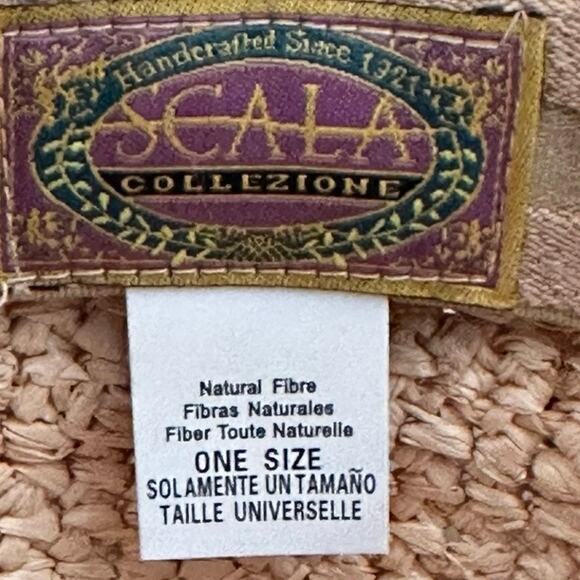 Handcrafted Since 1921
SCALA
COLLEZIONE
Natural Fibre
Fibras Naturales
Fiber Toute Naturelle
ONE SIZE
SOLAMENTE UN TAMAÑO
TAILLE UNIVERSELLE